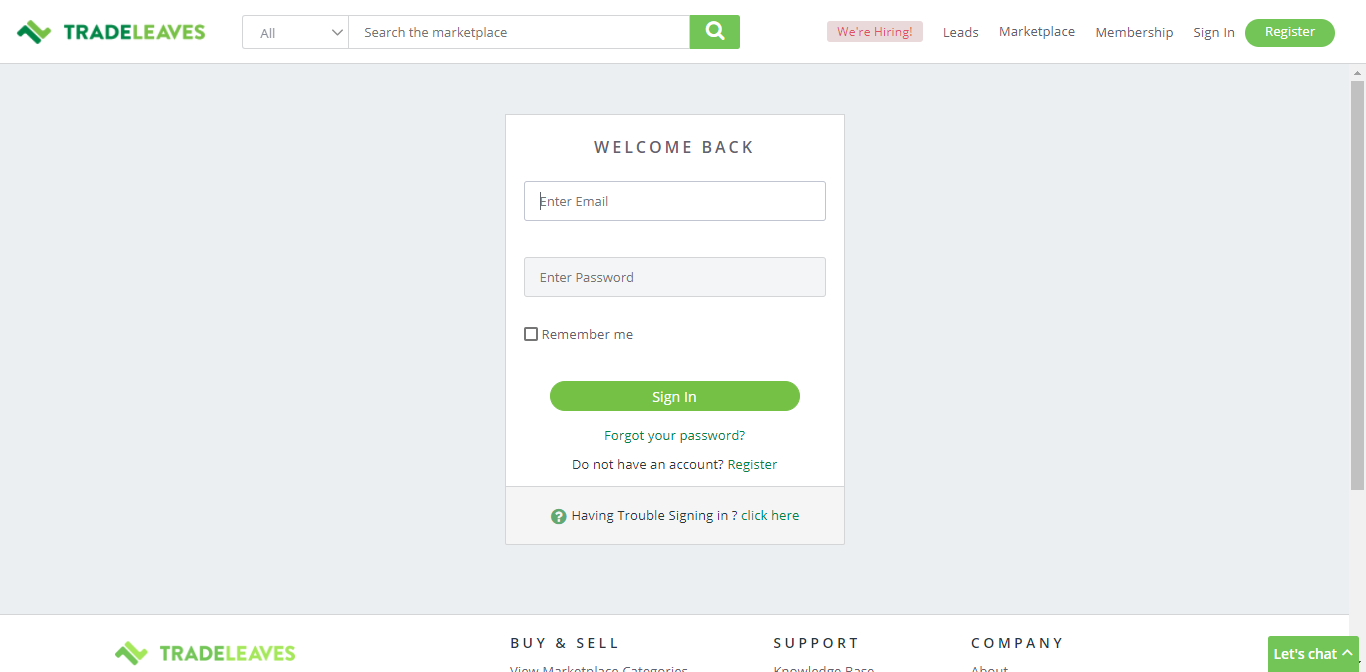 TRADELEAVES
All
Search the marketplace
We're Hiring!
Leads
Marketplace
Membership
Sign In
Register
WELCOME BACK
Enter Email
Enter Password
Remember me
Sign In
Forgot your password?
Do not have an account? Register
? Having Trouble Signing in ? click here
TRADELEAVES
BUY & SELL
View Marketplace Categories
SUPPORT
Knowledge Base
COMPANY
About
Let's chat